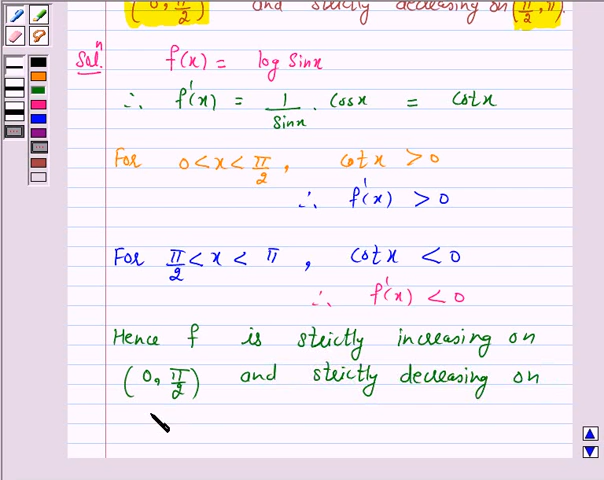 (0, π/2) and strictly decreasing on (π/2, π).
Solⁿ f(x) = log Sinx
∴ f'(x) = 1/Sinx . Cosx = Cotx
For 0 < x < π/2, Cotx > 0
∴ f'(x) > 0
For π/2 < x < π, Cotx < 0
∴ f'(x) < 0
Hence f is strictly increasing on
(0, π/2) and strictly decreasing on